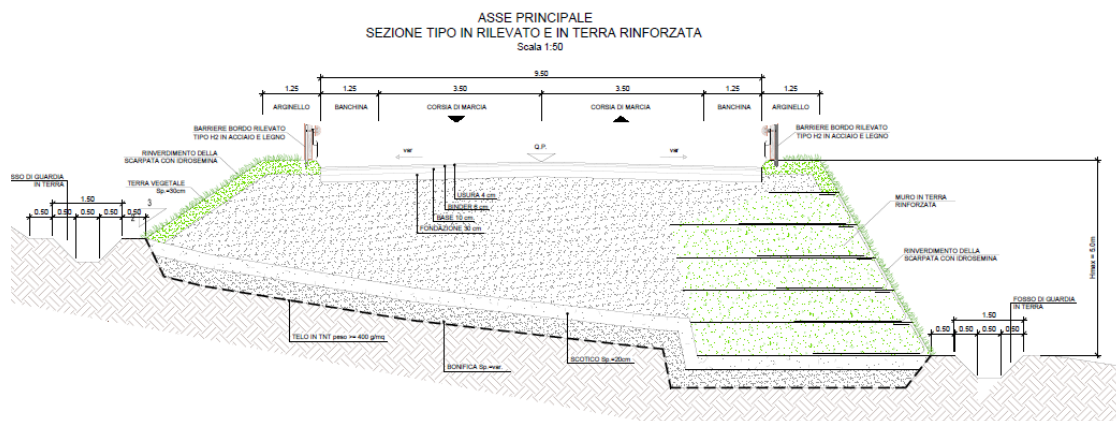 ASSE PRINCIPALE
SEZIONE TIPO IN RILEVATO E IN TERRA RINFORZATA
Scala 1:50
9.50
1.25
1.25
3.50
3.50
1.25
1.25
ARGINELLO
BANCHINA
CORSIA DI MARCIA
CORSIA DI MARCIA
BANCHINA
ARGINELLO
BARRIERE BORDO RILEVATO
TIPO H2 IN ACCIAIO E LEGNO
BARRIERE BORDO RILEVATO
TIPO H2 IN ACCIAIO E LEGNO
var
Q.P.
var
RINVERDIMENTO DELLA
SCARPATA CON IDROSEMINA
OSSO DI GUARDIA
IN TERRA
TERRA VEGETALE
Sp.=30cm
1.50
0.50
0.50
0.50
0.50
0.50
3
2
USURA 4 cm
BINDER 6 cm
BASE 10 cm
FONDAZIONE 30 cm
MURO IN TERRA
RINFORZATA
RINVERDIMENTO DELLA
SCARPATA CON IDROSEMINA
Hmax = 5.0m
FOSSO DI GUARDIA
IN TERRA
1.50
0.50
0.50
0.50
0.50
TELO IN TNT peso >= 400 g/mq
SCOTICO Sp.=20cm
BONIFICA Sp.=var.